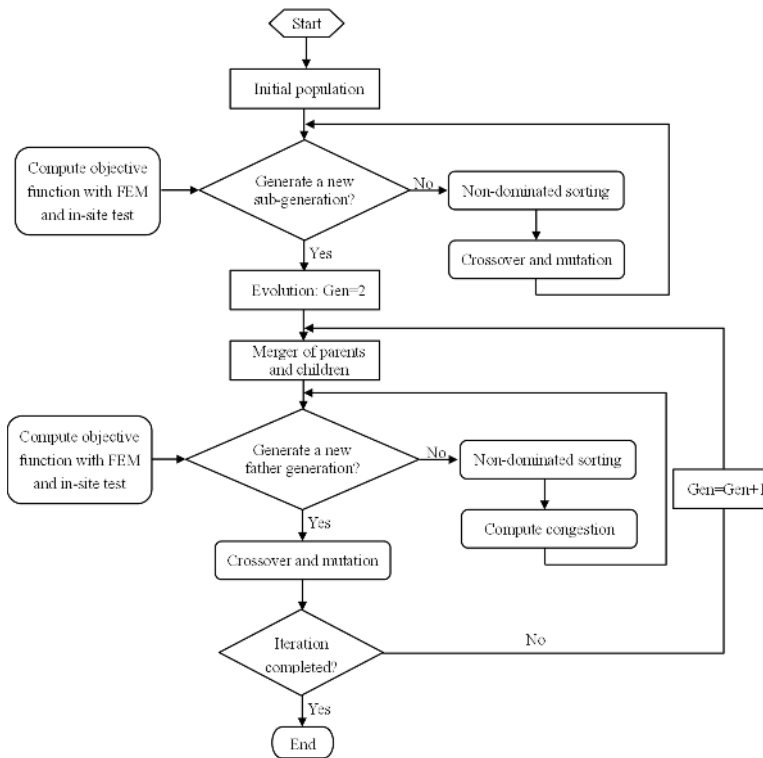 Start
Initial population
Compute objective
function with FEM
and in-site test
Generate a new
sub-generation?
No
Non-dominated sorting
Crossover and mutation
Yes
Evolution: Gen=2
Merger of parents
and children
Compute objective
function with FEM
and in-site test
Generate a new
father generation?
No
Non-dominated sorting
Compute congestion
Gen=Gen+1
Yes
Crossover and mutation
Iteration
completed?
No
Yes
End